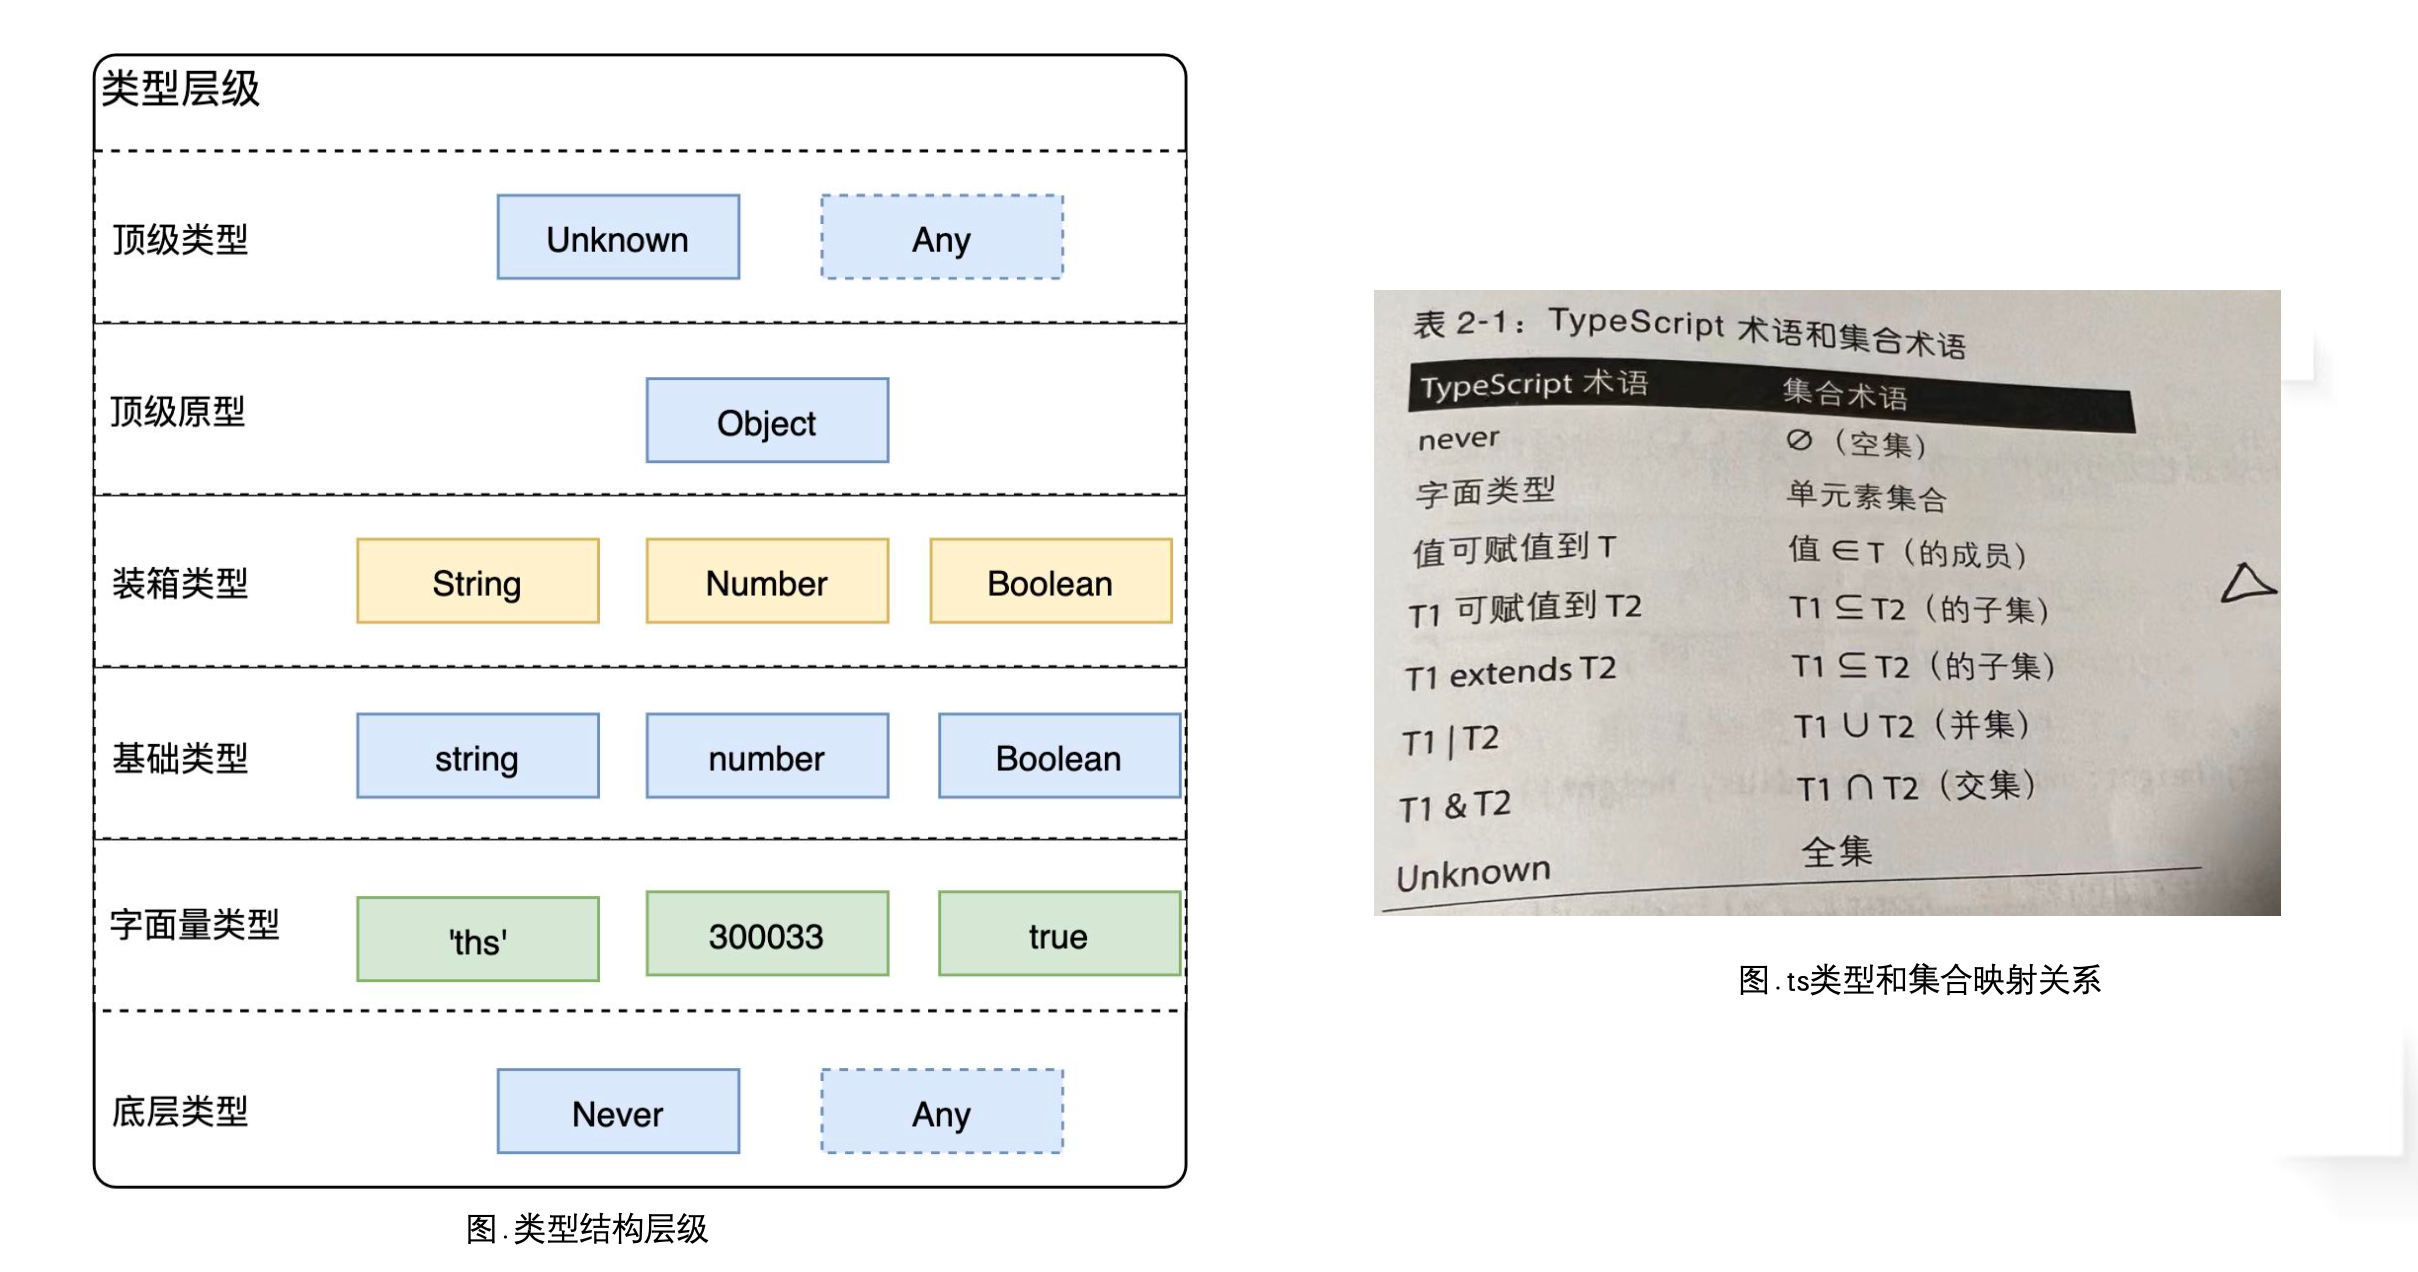 类型层级
顶级类型 Unknown Any
顶级原型 Object
装箱类型 String Number Boolean
基础类型 string number Boolean
字面量类型 'ths' 300033 true
底层类型 Never Any
图.类型结构层级
表 2-1：TypeScript 术语和集合术语
TypeScript 术语 集合术语
never ∅（空集）
字面类型 单元素集合
值可赋值到 T 值 ∈ T（的成员）
T1 可赋值到 T2 T1 ⊆ T2（的子集）
T1 extends T2 T1 ⊆ T2（的子集）
T1 | T2 T1 ∪ T2（并集）
T1 & T2 T1 ∩ T2（交集）
Unknown 全集
图.ts类型和集合映射关系